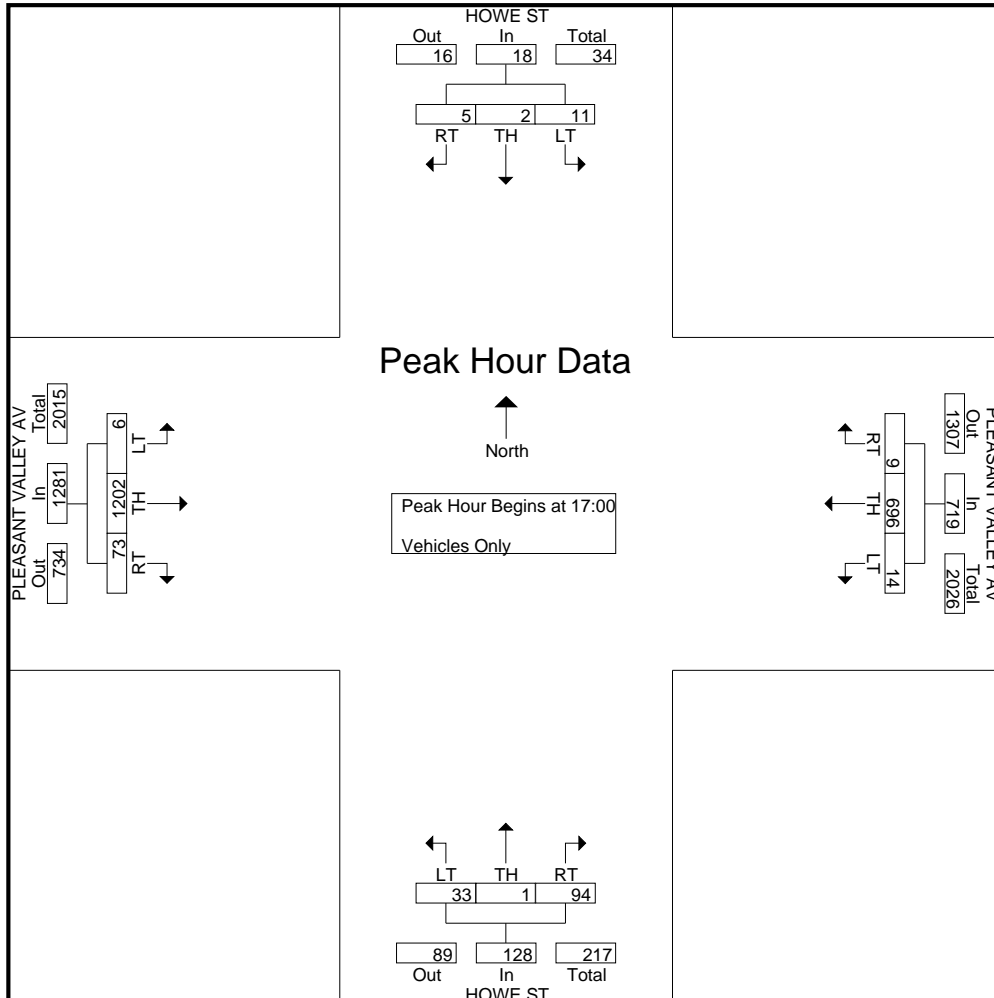 HOWE ST
Out In Total
16 18 34
5 2 11
RT TH LT
Peak Hour Data
North
Peak Hour Begins at 17:00
Vehicles Only
PLEASANT VALLEY AV
Total In Out
2015 1281 734
6 1202 73
LT TH RT
PLEASANT VALLEY AV
Out In Total
1307 719 2026
9 696 14
RT TH LT
LT TH RT
33 1 94
89 128 217
Out In Total
HOWE ST